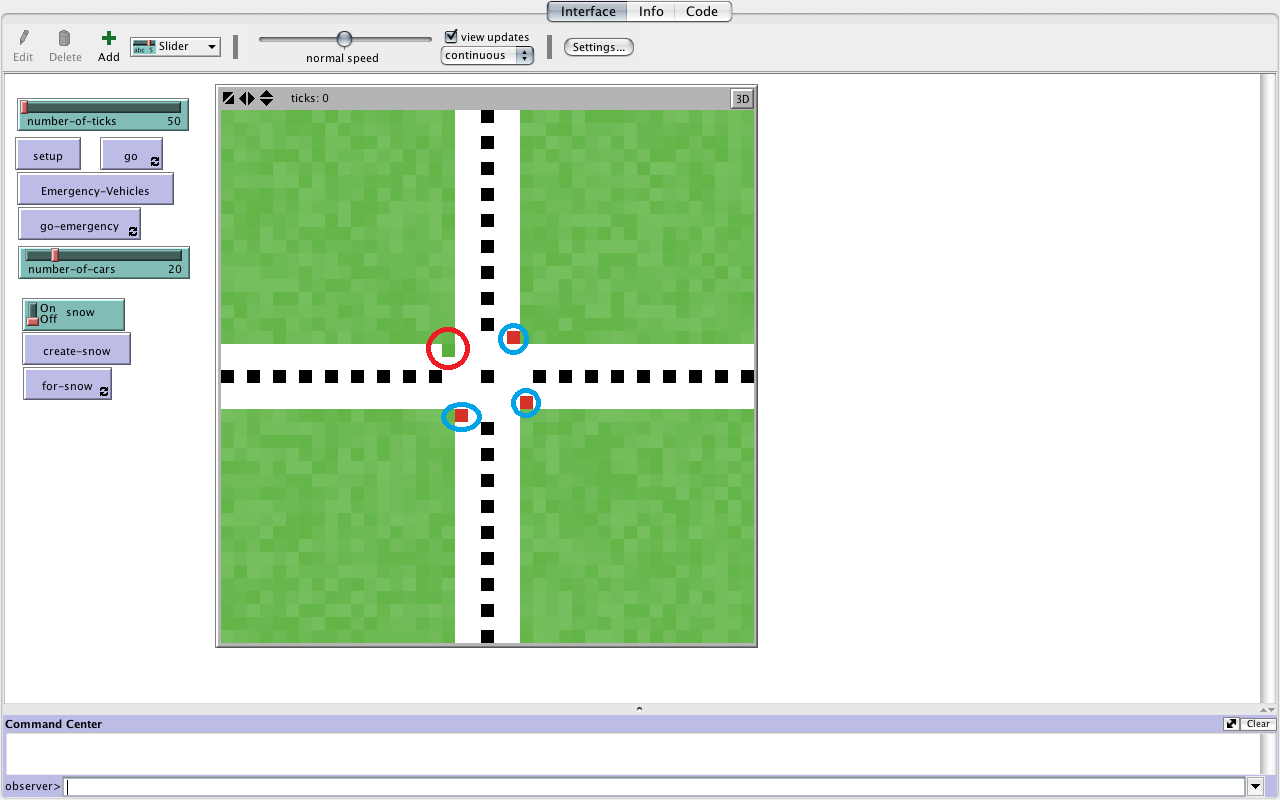 Interface Info Code
Edit Delete Add abc 5 Slider normal speed view updates continuous Settings...
ticks: 0 3D
number-of-ticks 50
setup go
Emergency-Vehicles
go-emergency
number-of-cars 20
On
Off snow
create-snow
for-snow
Command Center Clear
observer>